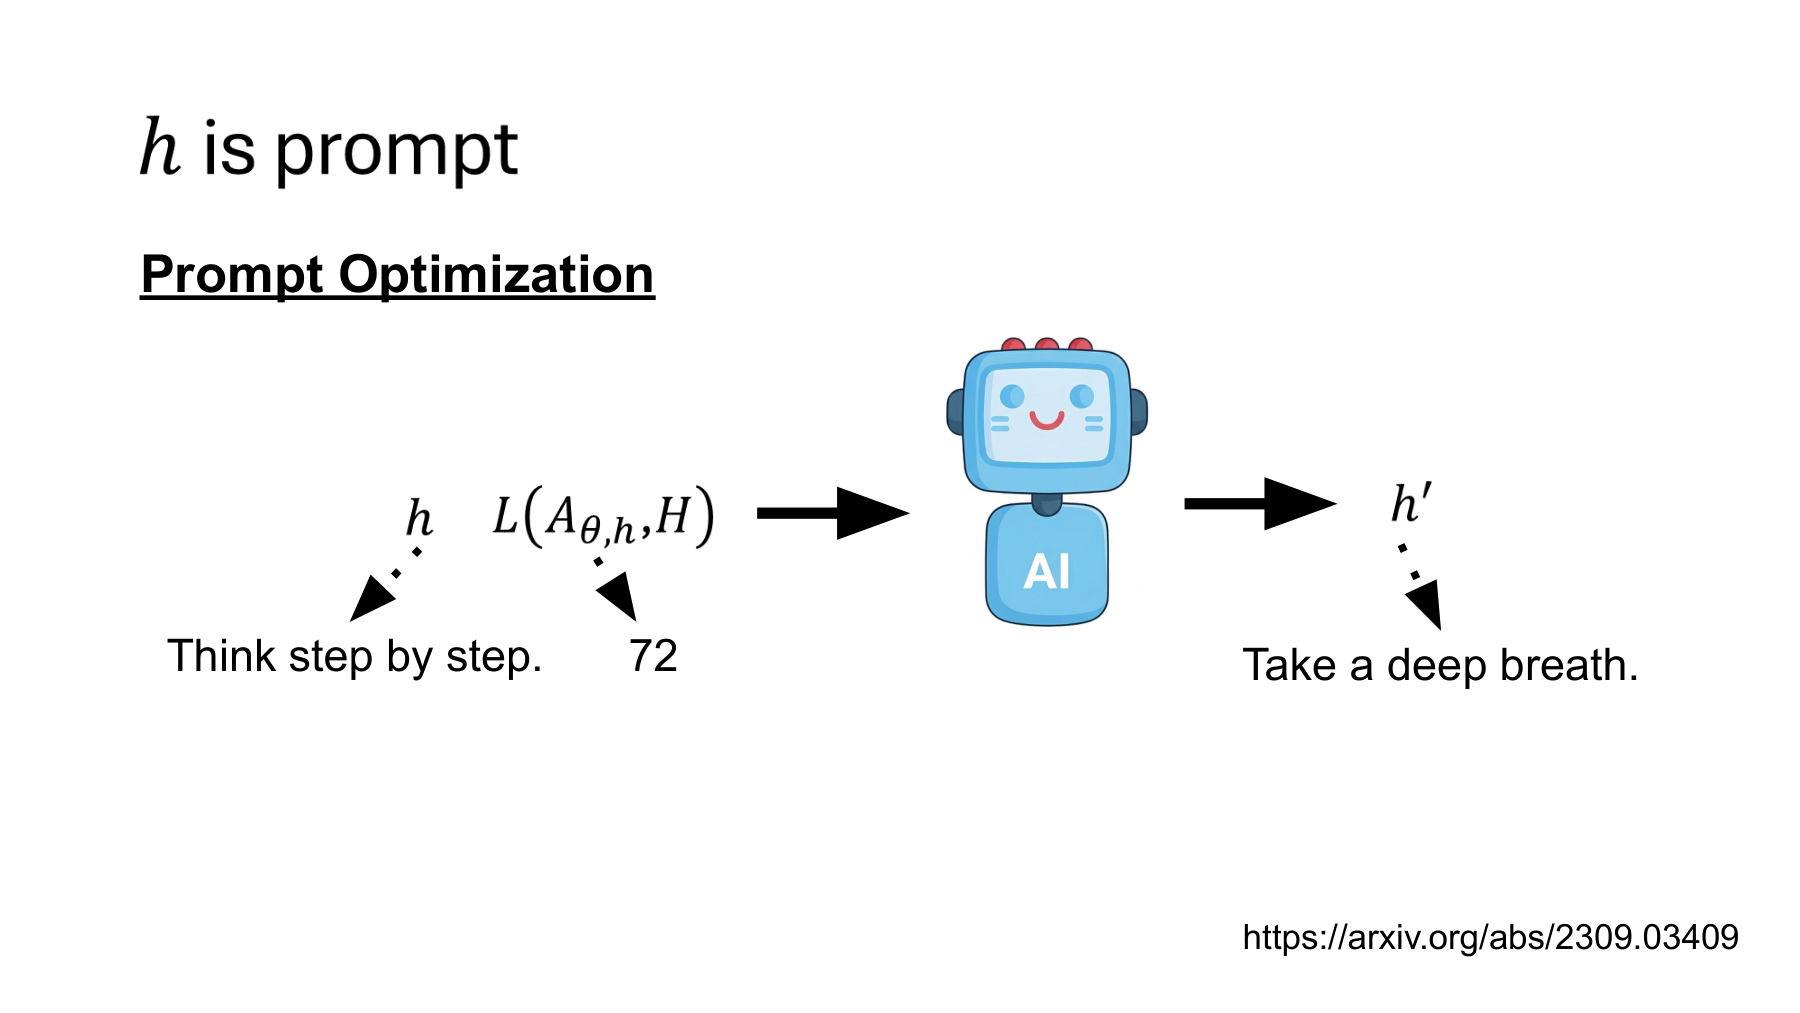 h is prompt
Prompt Optimization
h L(A_θ,h,H) h′
AI
Think step by step. 72 Take a deep breath.
https://arxiv.org/abs/2309.03409